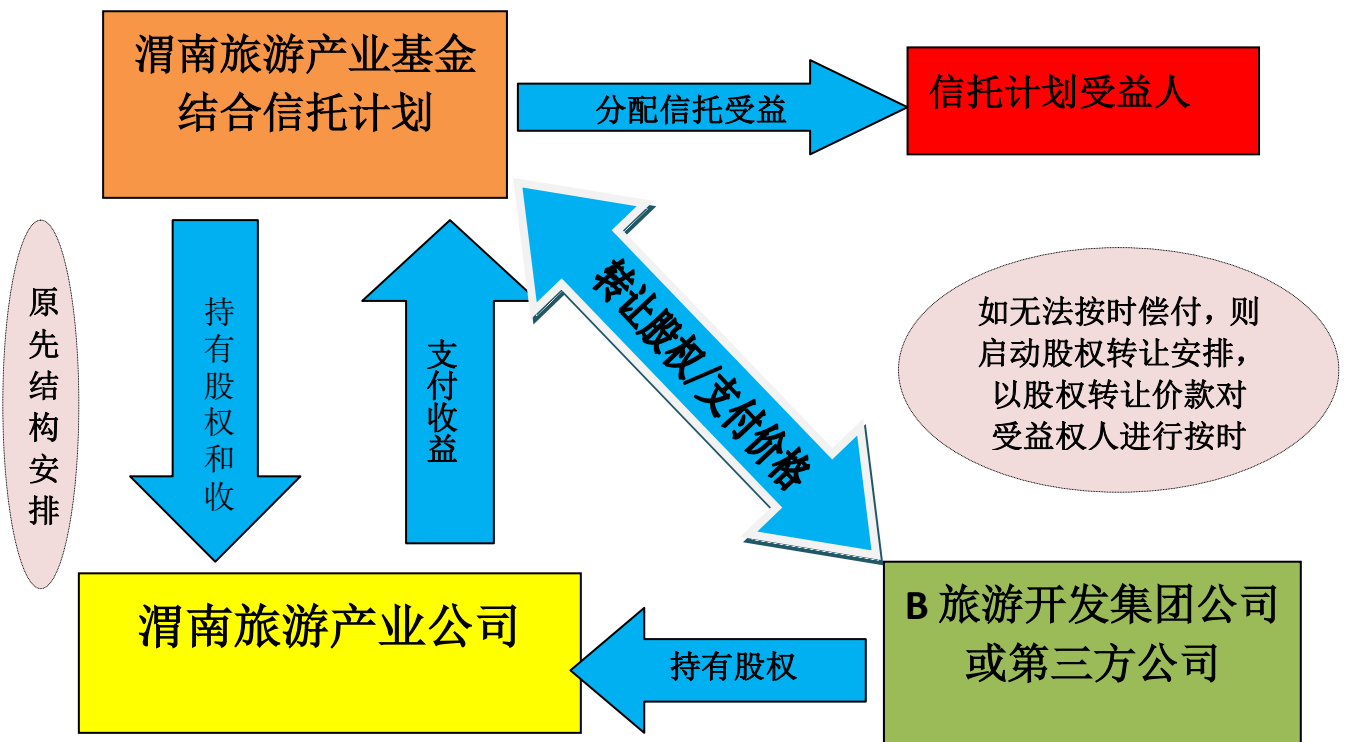 渭南旅游产业基金
结合信托计划
分配信托受益
信托计划受益人
原
先
结
构
安
排
持
有
股
权
和
收
支
付
收
益
转让股权/支付价格
如无法按时偿付，则
启动股权转让安排，
以股权转让价款对
受益权人进行按时
渭南旅游产业公司
持有股权
B 旅游开发集团公司
或第三方公司